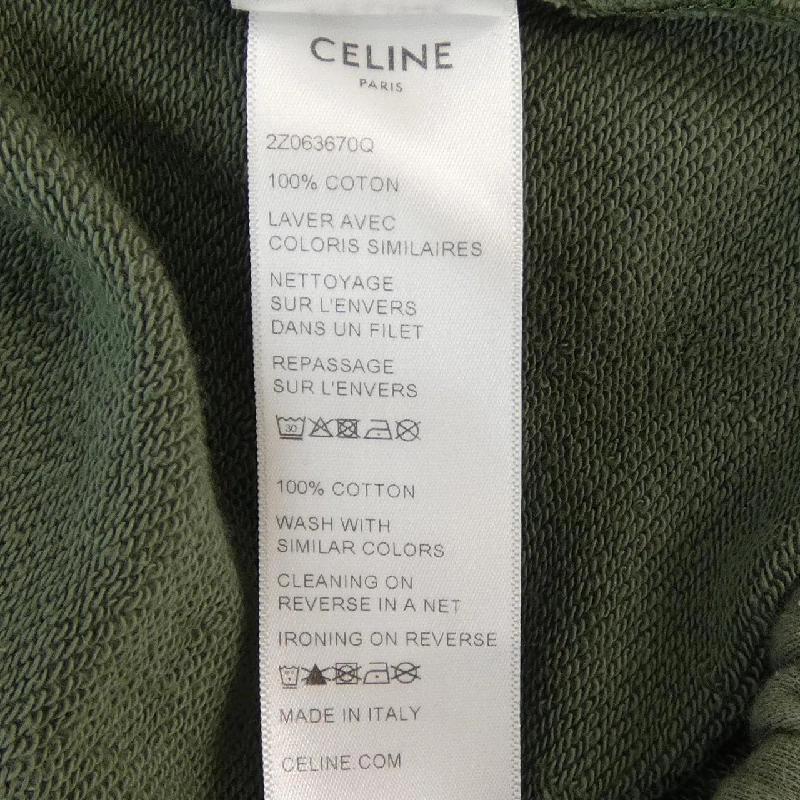 CELINE
PARIS
2Z063670Q
100% COTON
LAVER AVEC
COLORIS SIMILAIRES
NETTOYAGE
SUR L'ENVERS
DANS UN FILET
REPASSAGE
SUR L'ENVERS
30
100% COTTON
WASH WITH
SIMILAR COLORS
CLEANING ON
REVERSE IN A NET
IRONING ON REVERSE
MADE IN ITALY
CELINE.COM